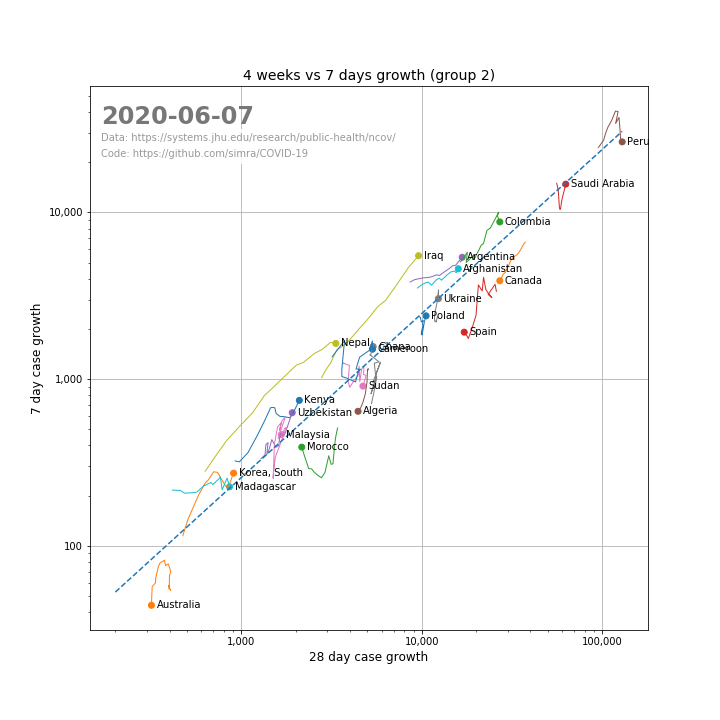 4 weeks vs 7 days growth (group 2)
2020-06-07
Data: https://systems.jhu.edu/research/public-health/ncov/
Code: https://github.com/simra/COVID-19
Peru
Saudi Arabia
10,000
Colombia
Iraq
Argentina
Afghanistan
Canada
Ukraine
Poland
Spain
Nepal
Ghana
Cameroon
1,000
Sudan
Kenya
Uzbekistan
Algeria
Malaysia
Morocco
Korea, South
Madagascar
100
Australia
7 day case growth
1,000
10,000
100,000
28 day case growth